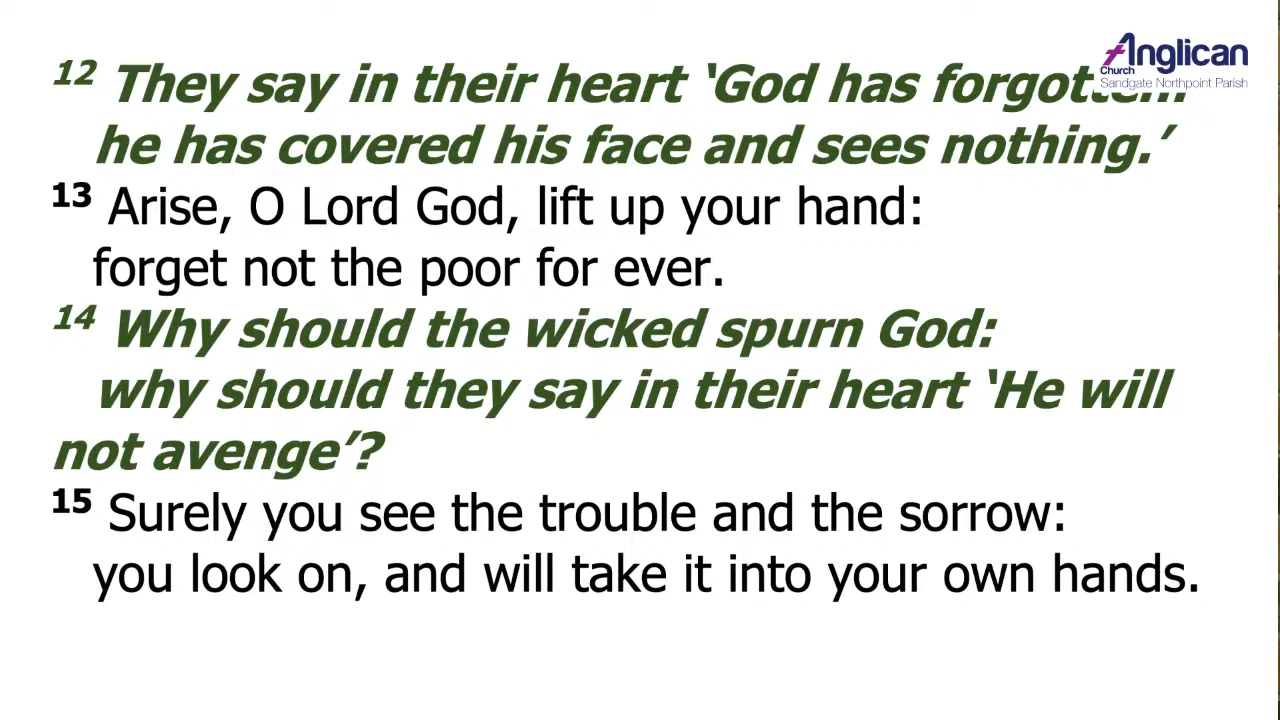 Anglican
Church
Sandgate Northpoint Parish
12 They say in their heart ‘God has
he has covered his face and sees nothing.’
13 Arise, O Lord God, lift up your hand:
forget not the poor for ever.
14 Why should the wicked spurn God:
why should they say in their heart ‘He will
not avenge’?
15 Surely you see the trouble and the sorrow:
you look on, and will take it into your own hands.